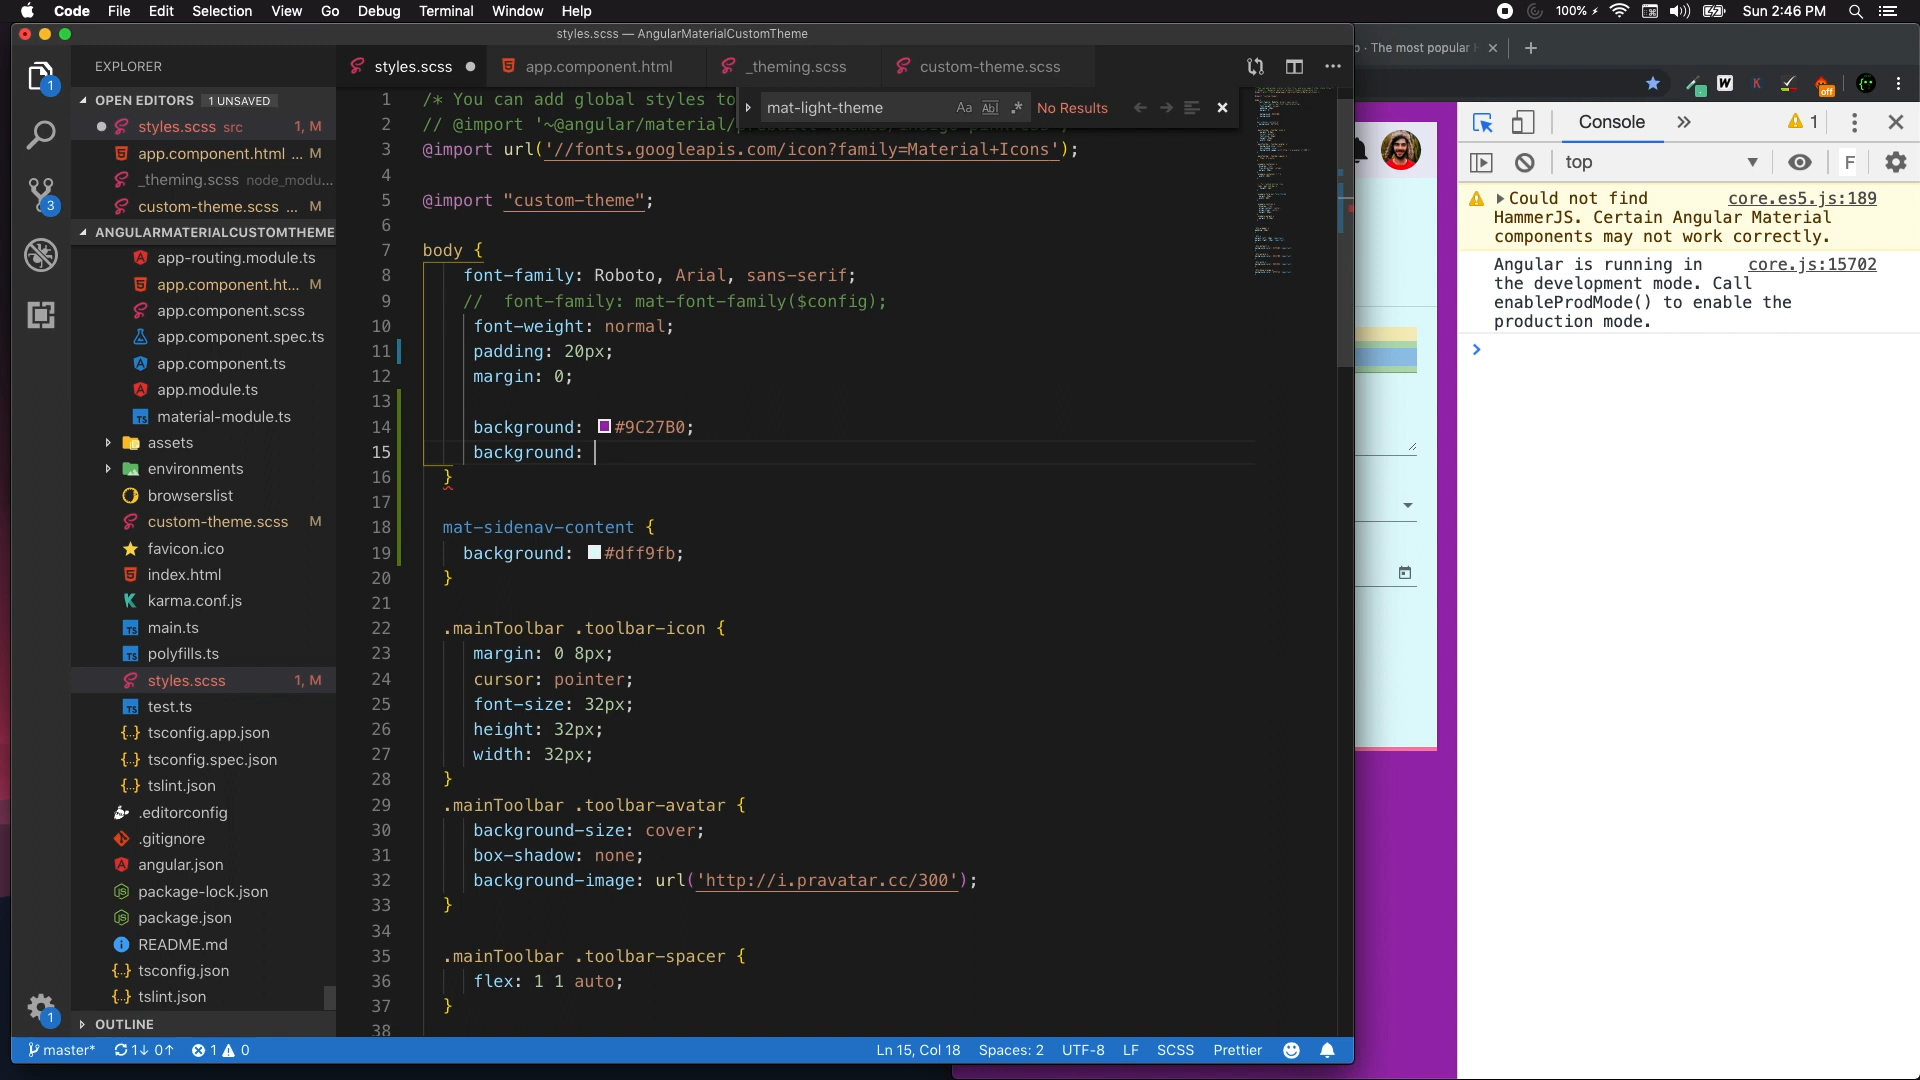 Code File Edit Selection View Go Debug Terminal Window Help
100% Sun 2:46 PM
styles.scss — AngularMaterialCustomTheme
The most popular
EXPLORER
styles.scss app.component.html _theming.scss custom-theme.scss
OPEN EDITORS 1 UNSAVED
styles.scss src 1, M
app.component.html ... M
_theming.scss node_modu...
custom-theme.scss ... M
ANGULARMATERIALCUSTOMTHEME
app-routing.module.ts
app.component.ht... M
app.component.scss
app.component.spec.ts
app.component.ts
app.module.ts
material-module.ts
assets
environments
browserslist
custom-theme.scss M
favicon.ico
index.html
karma.conf.js
main.ts
polyfills.ts
styles.scss 1, M
test.ts
tsconfig.app.json
tsconfig.spec.json
tslint.json
.editorconfig
.gitignore
angular.json
package-lock.json
package.json
README.md
tsconfig.json
tslint.json
OUTLINE
mat-light-theme Aa Abl .* No Results
1 /* You can add global styles to
2 // @import '~@angular/material/
3 @import url('//fonts.googleapis.com/icon?family=Material+Icons');
4
5 @import "custom-theme";
6
7 body {
8 font-family: Roboto, Arial, sans-serif;
9 // font-family: mat-font-family($config);
10 font-weight: normal;
11 padding: 20px;
12 margin: 0;
13
14 background: #9C27B0;
15 background:
16 }
17
18 mat-sidenav-content {
19 background: #dff9fb;
20 }
21
22 .mainToolbar .toolbar-icon {
23 margin: 0 8px;
24 cursor: pointer;
25 font-size: 32px;
26 height: 32px;
27 width: 32px;
28 }
29 .mainToolbar .toolbar-avatar {
30 background-size: cover;
31 box-shadow: none;
32 background-image: url('http://i.pravatar.cc/300');
33 }
34
35 .mainToolbar .toolbar-spacer {
36 flex: 1 1 auto;
37 }
38
master* 1↓ 0↑ 1 0
Ln 15, Col 18 Spaces: 2 UTF-8 LF SCSS Prettier
Console 1
top F
Could not find core.es5.js:189
HammerJS. Certain Angular Material
components may not work correctly.
Angular is running in core.js:15702
the development mode. Call
enableProdMode() to enable the
production mode.